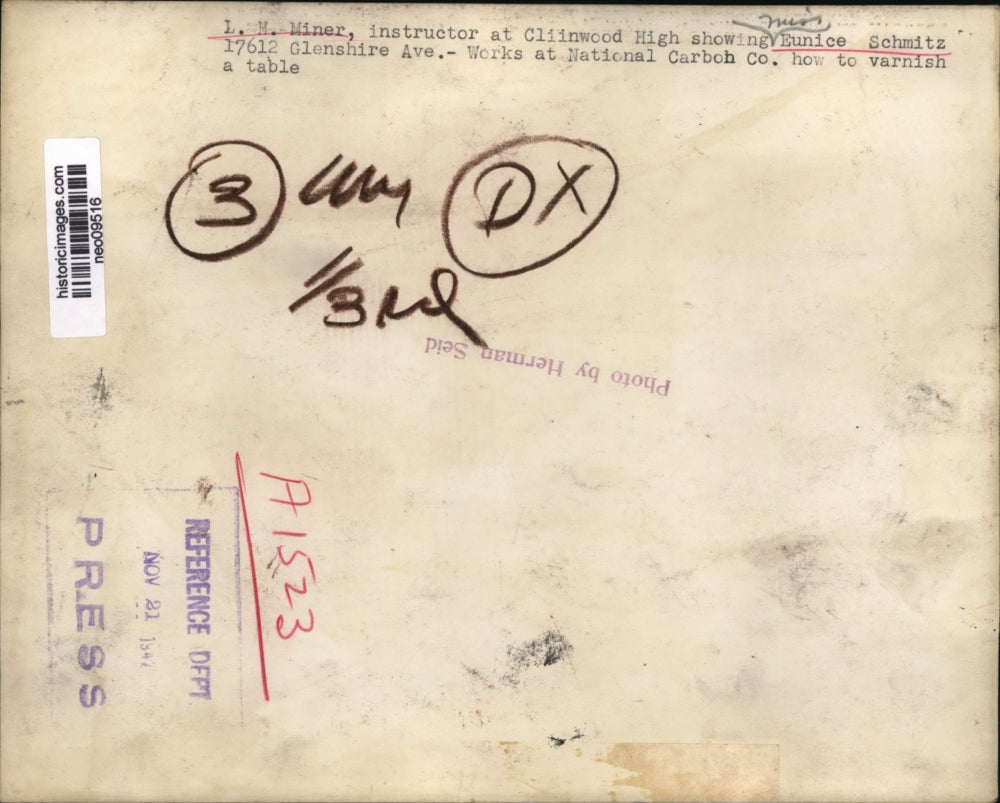 Miss
L. H. Miner, instructor at Cliinwood High showing Eunice Schmitz
17612 Glenshire Ave.- Works at National Carboh Co. how to varnish
a table
historicimages.com
neo09516
3
DX
1/3rd
Photo by Herman Seid
A1523
REFERENCE DEPT
NOV 21
PRESS